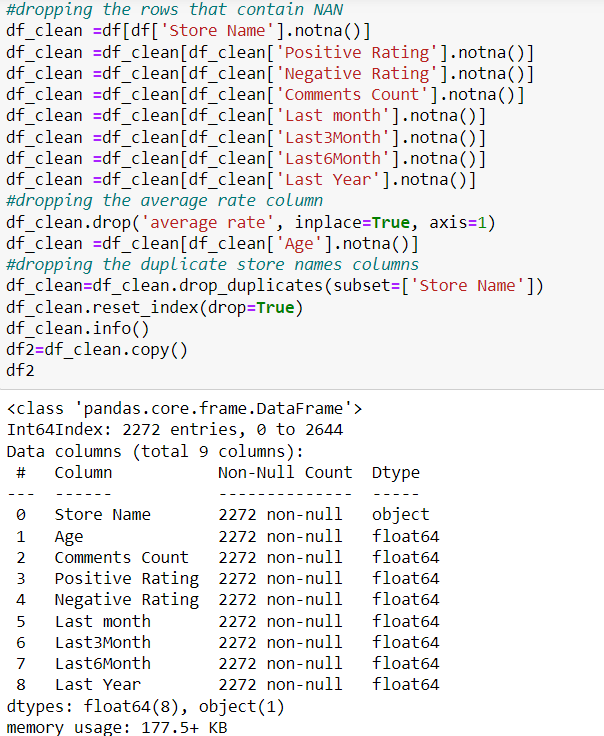 #dropping the rows that contain NAN
df_clean =df[df['Store Name'].notna()]
df_clean =df_clean[df_clean['Positive Rating'].notna()]
df_clean =df_clean[df_clean['Negative Rating'].notna()]
df_clean =df_clean[df_clean['Comments Count'].notna()]
df_clean =df_clean[df_clean['Last month'].notna()]
df_clean =df_clean[df_clean['Last3Month'].notna()]
df_clean =df_clean[df_clean['Last6Month'].notna()]
df_clean =df_clean[df_clean['Last Year'].notna()]
#dropping the average rate column
df_clean.drop('average rate', inplace=True, axis=1)
df_clean =df_clean[df_clean['Age'].notna()]
#dropping the duplicate store names columns
df_clean=df_clean.drop_duplicates(subset=['Store Name'])
df_clean.reset_index(drop=True)
df_clean.info()
df2=df_clean.copy()
df2
<class 'pandas.core.frame.DataFrame'>
Int64Index: 2272 entries, 0 to 2644
Data columns (total 9 columns):
 #   Column           Non-Null Count  Dtype
---  ------           --------------  -----
 0   Store Name       2272 non-null   object
 1   Age              2272 non-null   float64
 2   Comments Count   2272 non-null   float64
 3   Positive Rating  2272 non-null   float64
 4   Negative Rating  2272 non-null   float64
 5   Last month       2272 non-null   float64
 6   Last3Month       2272 non-null   float64
 7   Last6Month       2272 non-null   float64
 8   Last Year        2272 non-null   float64
dtypes: float64(8), object(1)
memory usage: 177.5+ KB